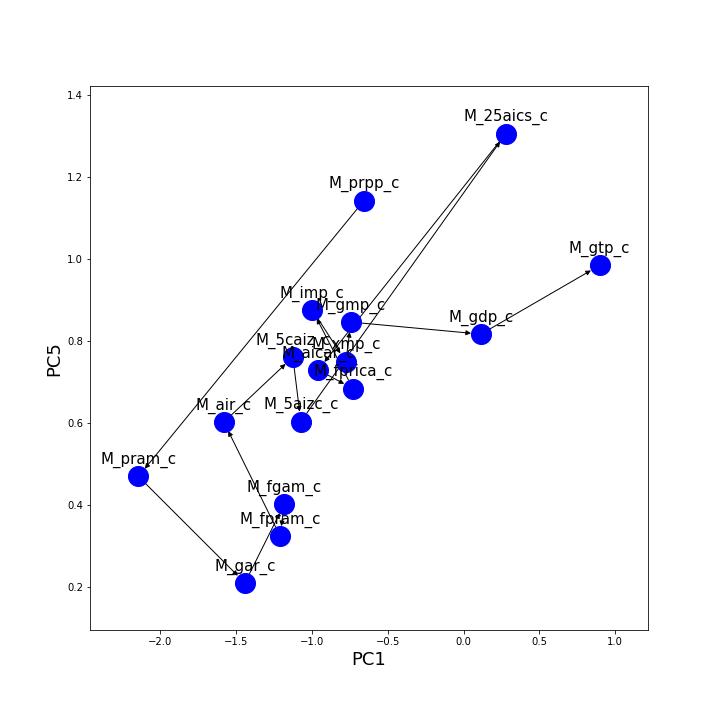 M_25aics_c
M_prpp_c
M_gtp_c
M_imp_c
M_gmp_c
M_gdp_c
M_5caiz_c
M_xmp_c
M_aicar_c
M_fprica_c
M_air_c
M_5aizc_c
M_pram_c
M_fgam_c
M_fpram_c
M_gar_c
1.4
1.2
1.0
0.8
0.6
0.4
0.2
PC5
−2.0 −1.5 −1.0 −0.5 0.0 0.5 1.0
PC1